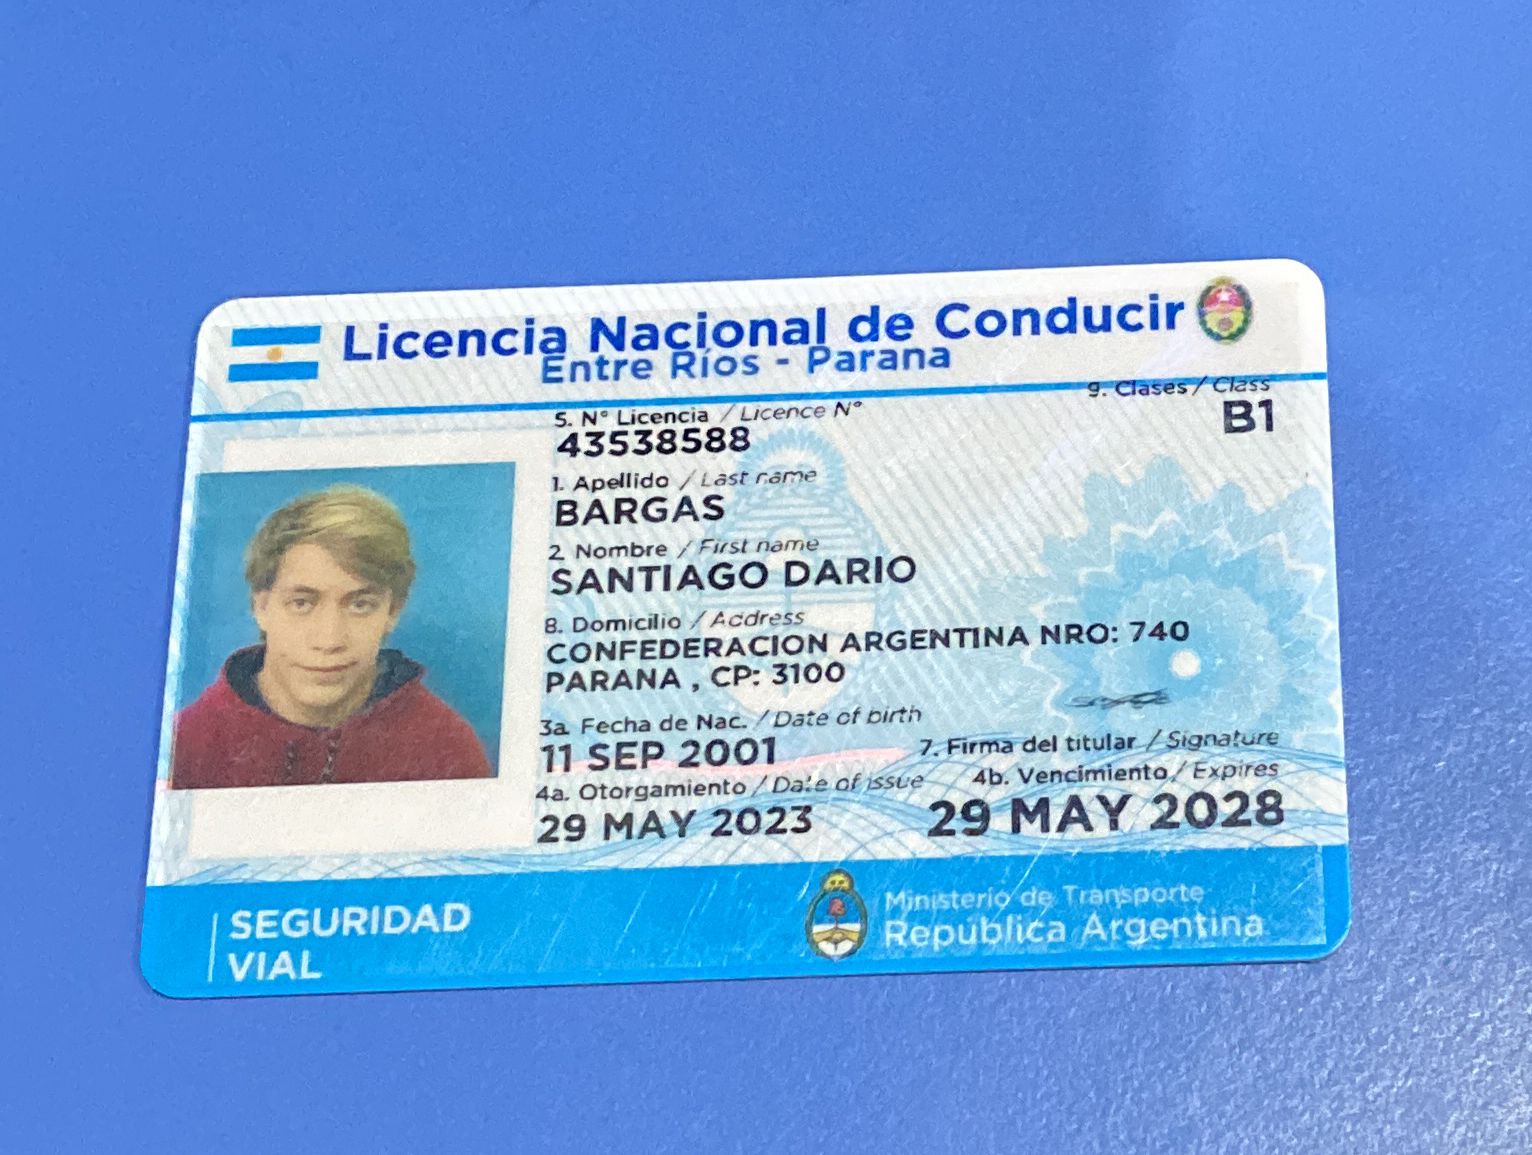 Licencia Nacional de Conducir
Entre Ríos - Parana
9. Clases / Class
B1
5. N° Licencia / Licence N°
43538588
1. Apellido / Last name
BARGAS
2. Nombre / First name
SANTIAGO DARIO
8. Domicilio / Address
CONFEDERACION ARGENTINA NRO: 740
PARANA , CP: 3100
3a. Fecha de Nac. / Date of birth
11 SEP 2001
7. Firma del titular / Signature
4a. Otorgamiento / Date of issue
29 MAY 2023
4b. Vencimiento / Expires
29 MAY 2028
SEGURIDAD
VIAL
Ministerio de Transporte
República Argentina